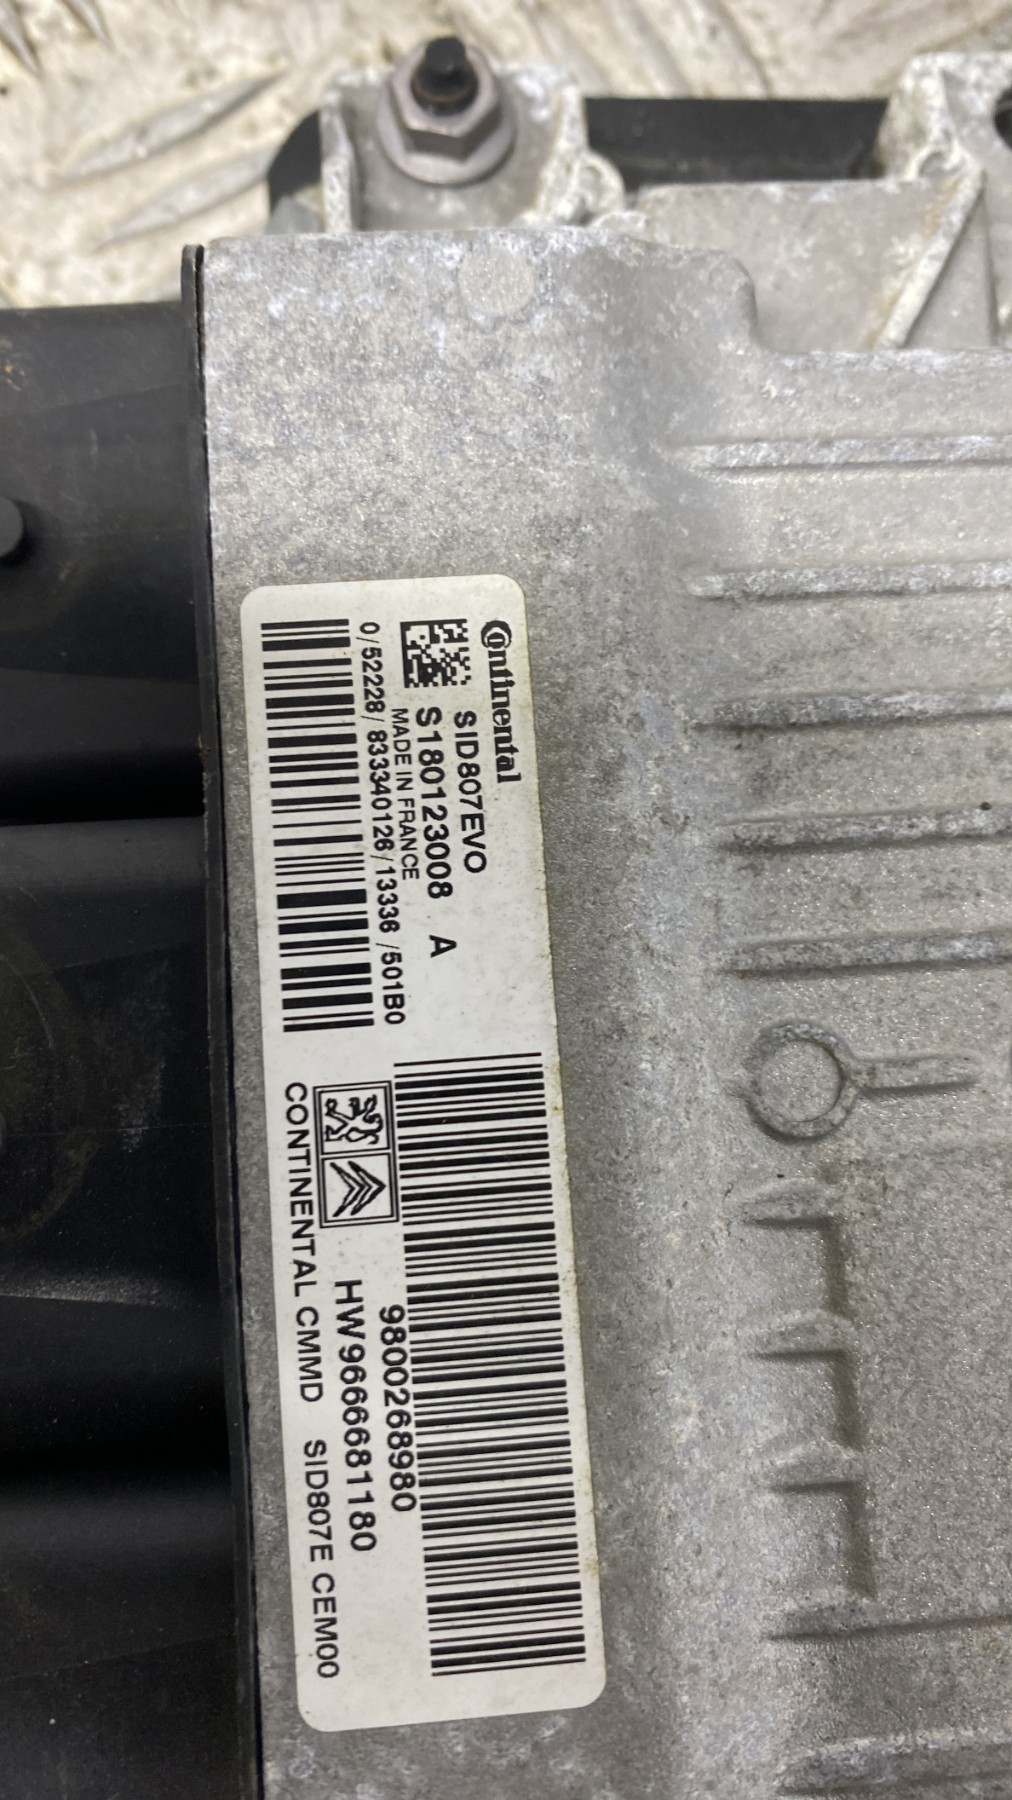 Continental
SID807EVO
S180123008 A
MADE IN FRANCE
0/52228/833340126/13336 /501B0
9800268980
HW9666681180
CONTINENTAL CMMD SID807E CEM00